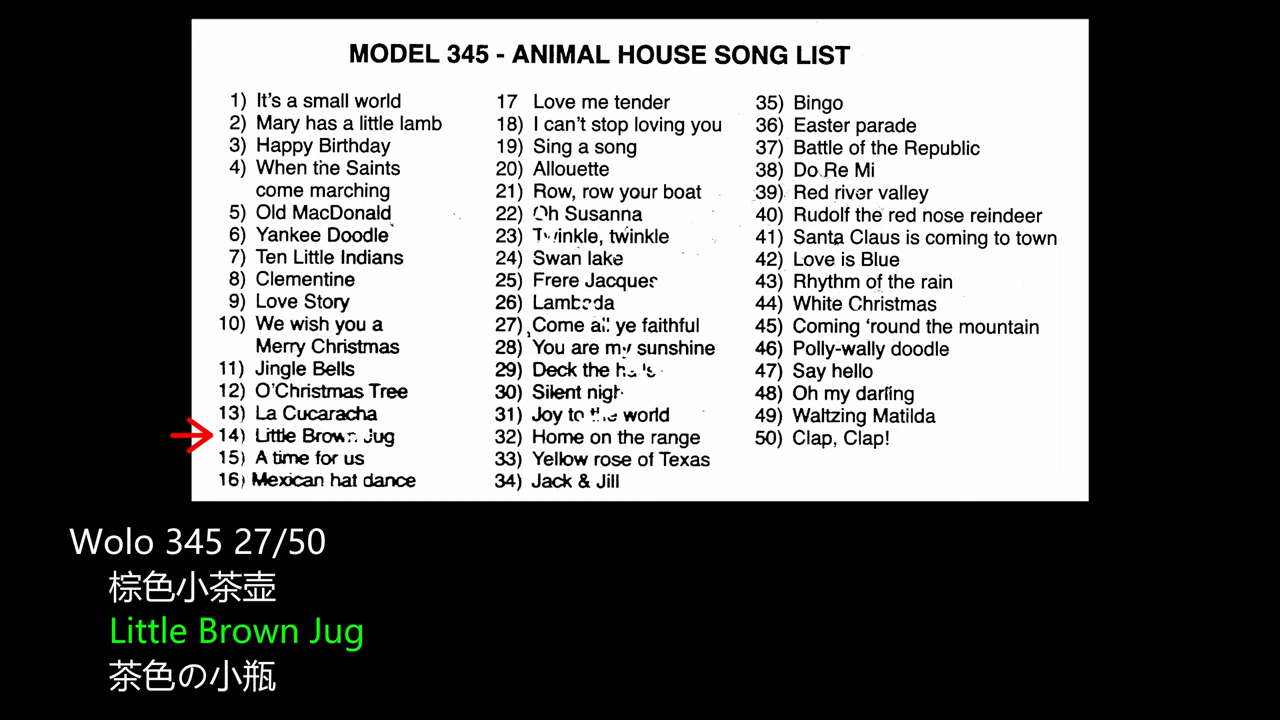 MODEL 345 - ANIMAL HOUSE SONG LIST
1) It's a small world
2) Mary has a little lamb
3) Happy Birthday
4) When the Saints
come marching
5) Old MacDonald
6) Yankee Doodle
7) Ten Little Indians
8) Clementine
9) Love Story
10) We wish you a
Merry Christmas
11) Jingle Bells
12) O'Christmas Tree
13) La Cucaracha
14) Little Brown Jug
15) A time for us
16) Mexican hat dance
17 Love me tender
18) I can't stop loving you
19) Sing a song
20) Allouette
21) Row, row your boat
22) Oh Susanna
23) Twinkle, twinkle
24) Swan lake
25) Frere Jacques
26) Lambada
27) Come all ye faithful
28) You are my sunshine
29) Deck the halls
30) Silent night
31) Joy to the world
32) Home on the range
33) Yellow rose of Texas
34) Jack & Jill
35) Bingo
36) Easter parade
37) Battle of the Republic
38) Do Re Mi
39) Red river valley
40) Rudolf the red nose reindeer
41) Santa Claus is coming to town
42) Love is Blue
43) Rhythm of the rain
44) White Christmas
45) Coming 'round the mountain
46) Polly-wally doodle
47) Say hello
48) Oh my darling
49) Waltzing Matilda
50) Clap, Clap!
Wolo 345 27/50
棕色小茶壶
Little Brown Jug
茶色の小瓶